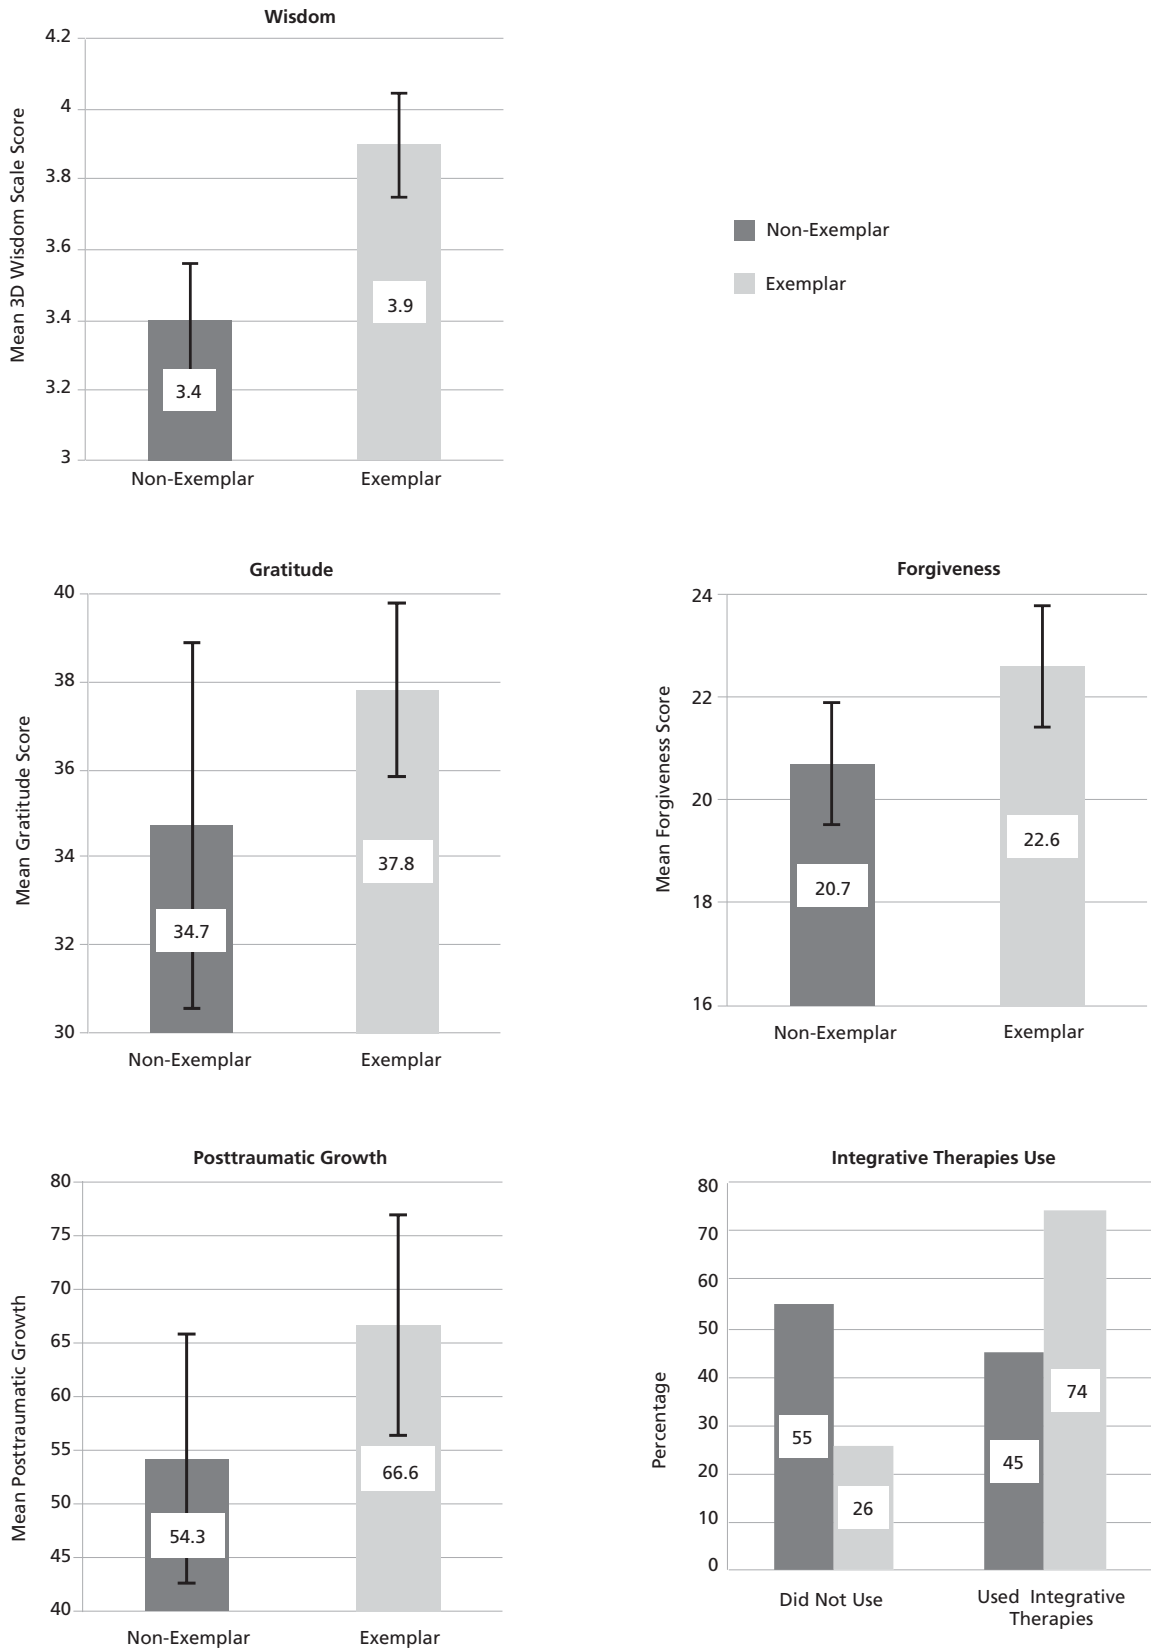 Wisdom
Mean 3D Wisdom Scale Score
4.2
4
3.8
3.6
3.4
3.2
3
3.4
3.9
Non-Exemplar
Exemplar
Non-Exemplar
Exemplar
Gratitude
Mean Gratitude Score
40
38
36
34
32
30
34.7
37.8
Non-Exemplar
Exemplar
Forgiveness
Mean Forgiveness Score
24
22
20
18
16
20.7
22.6
Non-Exemplar
Exemplar
Posttraumatic Growth
Mean Posttraumatic Growth
80
75
70
65
60
55
50
45
40
54.3
66.6
Non-Exemplar
Exemplar
Integrative Therapies Use
Percentage
80
70
60
50
40
30
20
10
0
55
26
45
74
Did Not Use
Used Integrative
Therapies